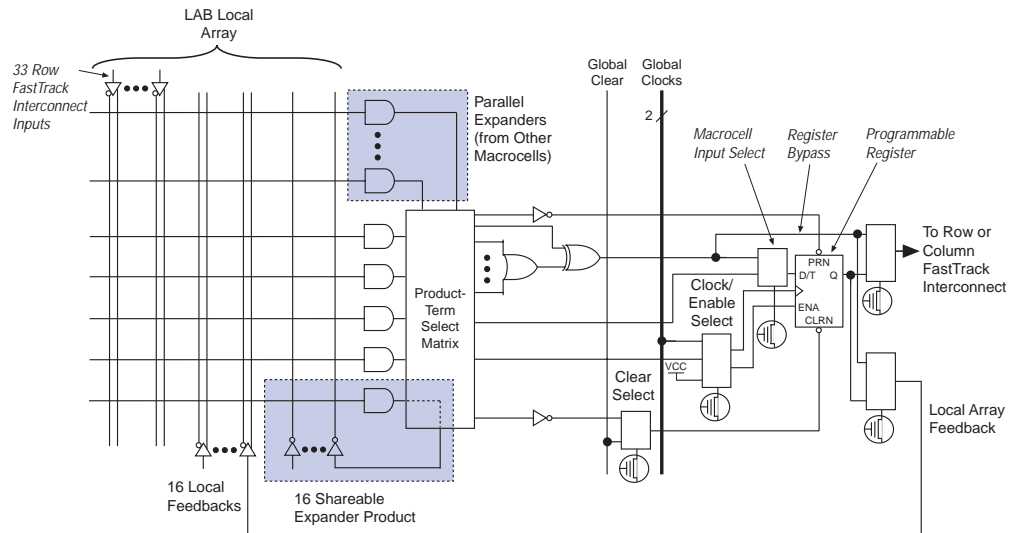 LAB Local
Array
33 Row
FastTrack
Interconnect
Inputs
Parallel
Expanders
(from Other
Macrocells)
Global
Clear
Global
Clocks
2
Macrocell
Input Select
Register
Bypass
Programmable
Register
To Row or
Column
FastTrack
Interconnect
PRN
D/T Q
ENA
CLRN
Product-
Term
Select
Matrix
Clock/
Enable
Select
VCC
Clear
Select
Local Array
Feedback
16 Local
Feedbacks
16 Shareable
Expander Product